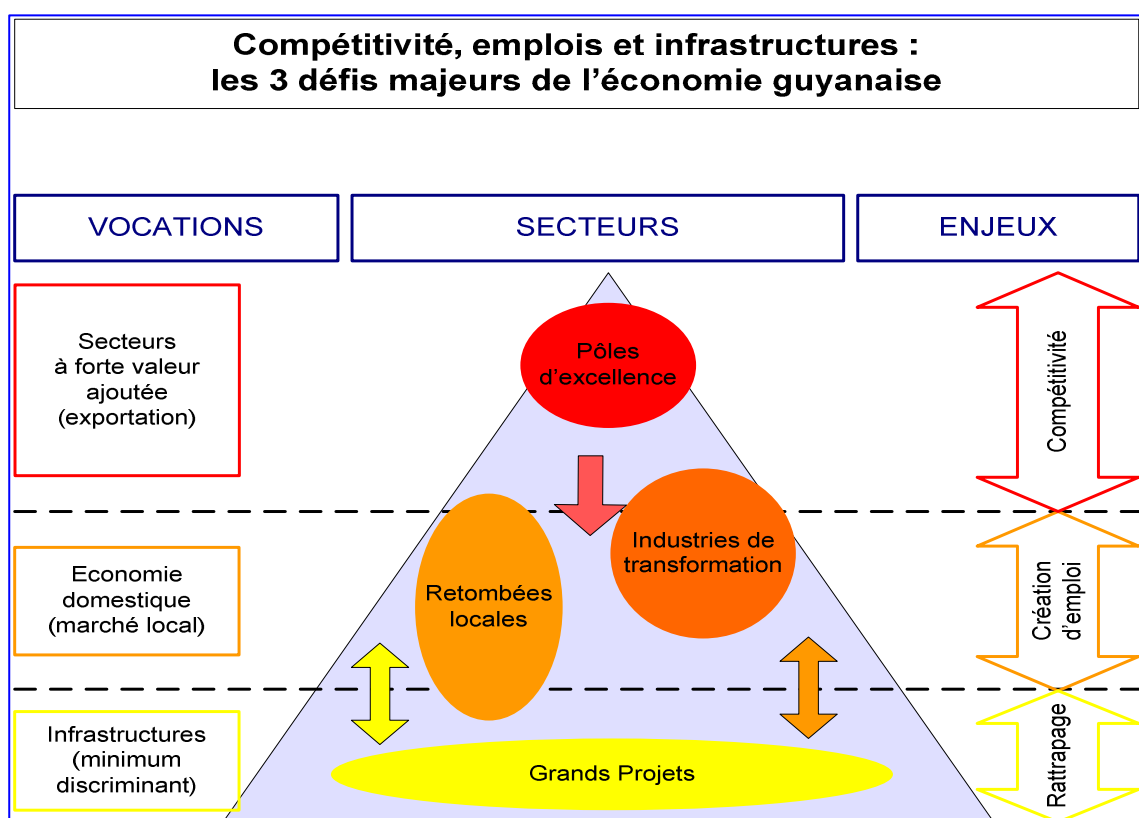 Compétitivité, emplois et infrastructures :
les 3 défis majeurs de l’économie guyanaise
VOCATIONS
SECTEURS
ENJEUX
Secteurs
à forte valeur
ajoutée
(exportation)
Pôles
d’excellence
Compétitivité
Economie
domestique
(marché local)
Retombées
locales
Industries de
transformation
Création
d’emploi
Infrastructures
(minimum
discriminant)
Grands Projets
Rattrapage